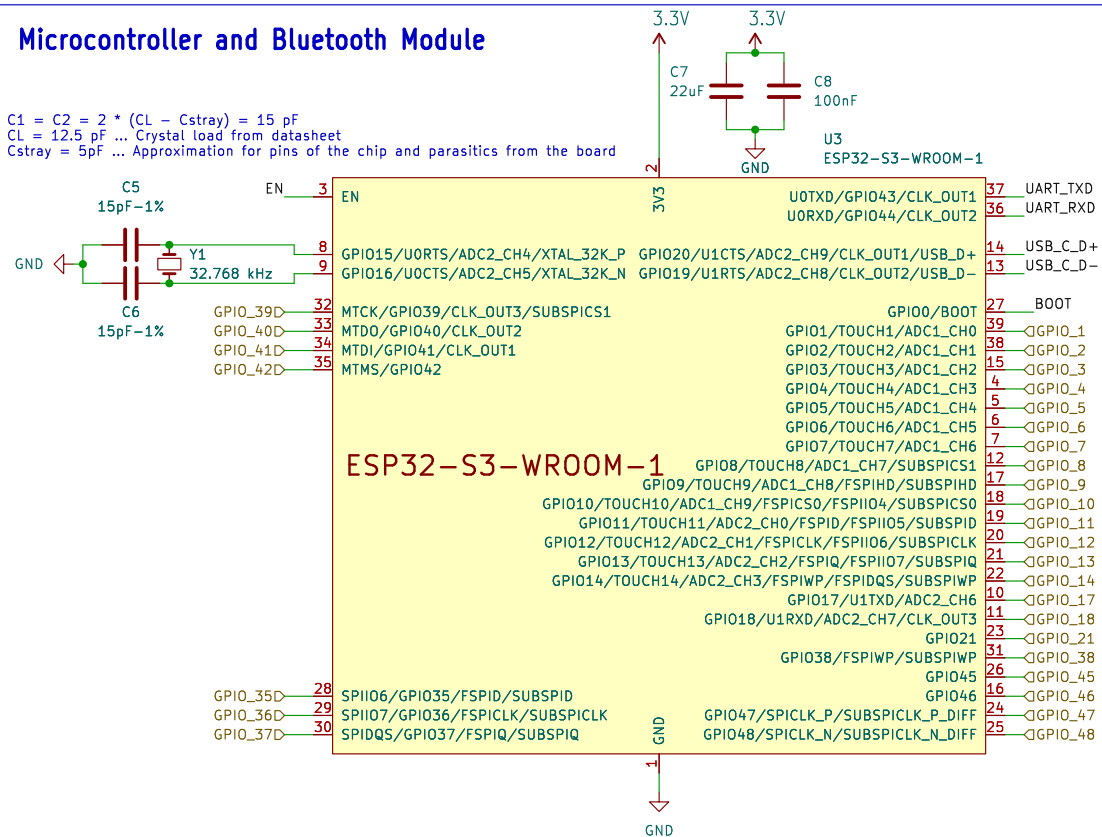 Microcontroller and Bluetooth Module
3.3V
3.3V
C7
22uF
C8
100nF
GND
C1 = C2 = 2 * (CL - Cstray) = 15 pF
CL = 12.5 pF ... Crystal load from datasheet
Cstray = 5pF ... Approximation for pins of the chip and parasitics from the board
U3
ESP32-S3-WROOM-1
C5
15pF-1%
GND
Y1
32.768 kHz
C6
15pF-1%
2
3V3
EN 3 EN
8 GPIO15/U0RTS/ADC2_CH4/XTAL_32K_P
9 GPIO16/U0CTS/ADC2_CH5/XTAL_32K_N
GPIO_39 32 MTCK/GPIO39/CLK_OUT3/SUBSPICS1
GPIO_40 33 MTDO/GPIO40/CLK_OUT2
GPIO_41 34 MTDI/GPIO41/CLK_OUT1
GPIO_42 35 MTMS/GPIO42
ESP32-S3-WROOM-1
GPIO_35 28 SPIIO6/GPIO35/FSPID/SUBSPID
GPIO_36 29 SPIIO7/GPIO36/FSPICLK/SUBSPICLK
GPIO_37 30 SPIDQS/GPIO37/FSPIQ/SUBSPIQ
U0TXD/GPIO43/CLK_OUT1 37 UART_TXD
U0RXD/GPIO44/CLK_OUT2 36 UART_RXD
GPIO20/U1CTS/ADC2_CH9/CLK_OUT1/USB_D+ 14 USB_C_D+
GPIO19/U1RTS/ADC2_CH8/CLK_OUT2/USB_D- 13 USB_C_D-
GPIO0/BOOT 27 BOOT
GPIO1/TOUCH1/ADC1_CH0 39 GPIO_1
GPIO2/TOUCH2/ADC1_CH1 38 GPIO_2
GPIO3/TOUCH3/ADC1_CH2 15 GPIO_3
GPIO4/TOUCH4/ADC1_CH3 4 GPIO_4
GPIO5/TOUCH5/ADC1_CH4 5 GPIO_5
GPIO6/TOUCH6/ADC1_CH5 6 GPIO_6
GPIO7/TOUCH7/ADC1_CH6 7 GPIO_7
GPIO8/TOUCH8/ADC1_CH7/SUBSPICS1 12 GPIO_8
GPIO9/TOUCH9/ADC1_CH8/FSPIHD/SUBSPIHD 17 GPIO_9
GPIO10/TOUCH10/ADC1_CH9/FSPICS0/FSPIIO4/SUBSPICS0 18 GPIO_10
GPIO11/TOUCH11/ADC2_CH0/FSPID/FSPIIO5/SUBSPID 19 GPIO_11
GPIO12/TOUCH12/ADC2_CH1/FSPICLK/FSPIIO6/SUBSPICLK 20 GPIO_12
GPIO13/TOUCH13/ADC2_CH2/FSPIQ/FSPIIO7/SUBSPIQ 21 GPIO_13
GPIO14/TOUCH14/ADC2_CH3/FSPIWP/FSPIDQS/SUBSPIWP 22 GPIO_14
GPIO17/U1TXD/ADC2_CH6 10 GPIO_17
GPIO18/U1RXD/ADC2_CH7/CLK_OUT3 11 GPIO_18
GPIO21 23 GPIO_21
GPIO38/FSPIWP/SUBSPIWP 31 GPIO_38
GPIO45 26 GPIO_45
GPIO46 16 GPIO_46
GPIO47/SPICLK_P/SUBSPICLK_P_DIFF 24 GPIO_47
GPIO48/SPICLK_N/SUBSPICLK_N_DIFF 25 GPIO_48
GND
1
GND